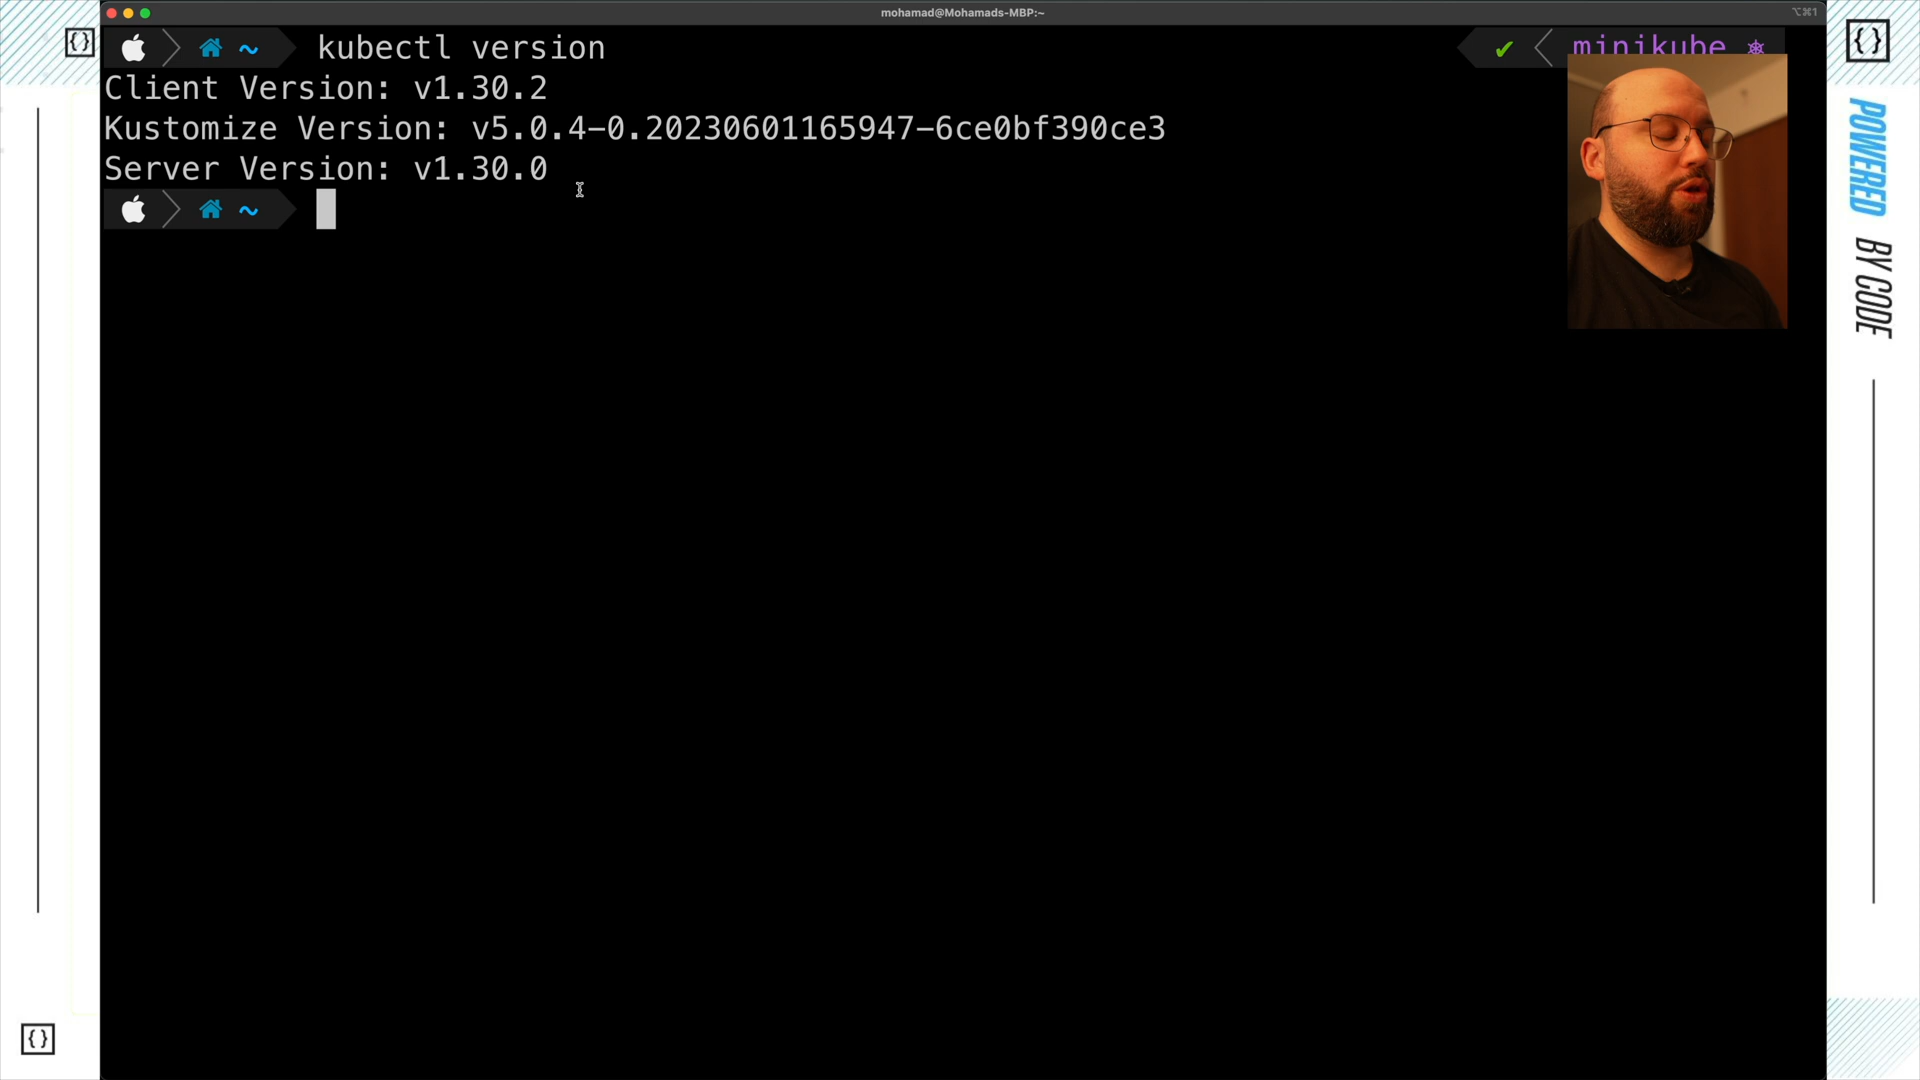 mohamad@Mohamads-MBP:~
⌥⌘1
~ kubectl version
minikube
Client Version: v1.30.2
Kustomize Version: v5.0.4-0.20230601165947-6ce0bf390ce3
Server Version: v1.30.0
~
{}
{}
{}
POWERED BY CODE